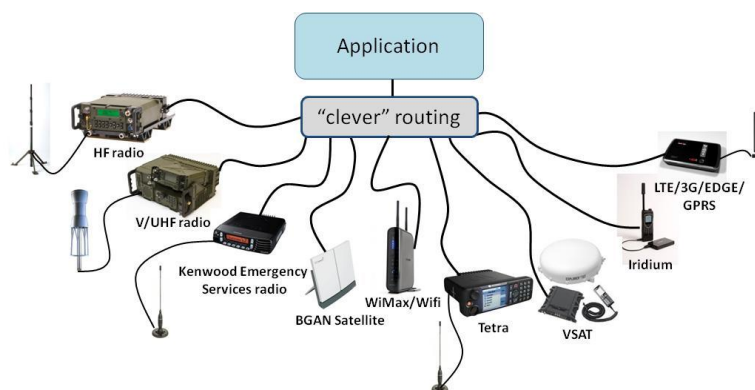 Application
“clever” routing
HF radio
V/UHF radio
Kenwood Emergency
Services radio
BGAN Satellite
WiMax/Wifi
Tetra
VSAT
Iridium
LTE/3G/EDGE/
GPRS